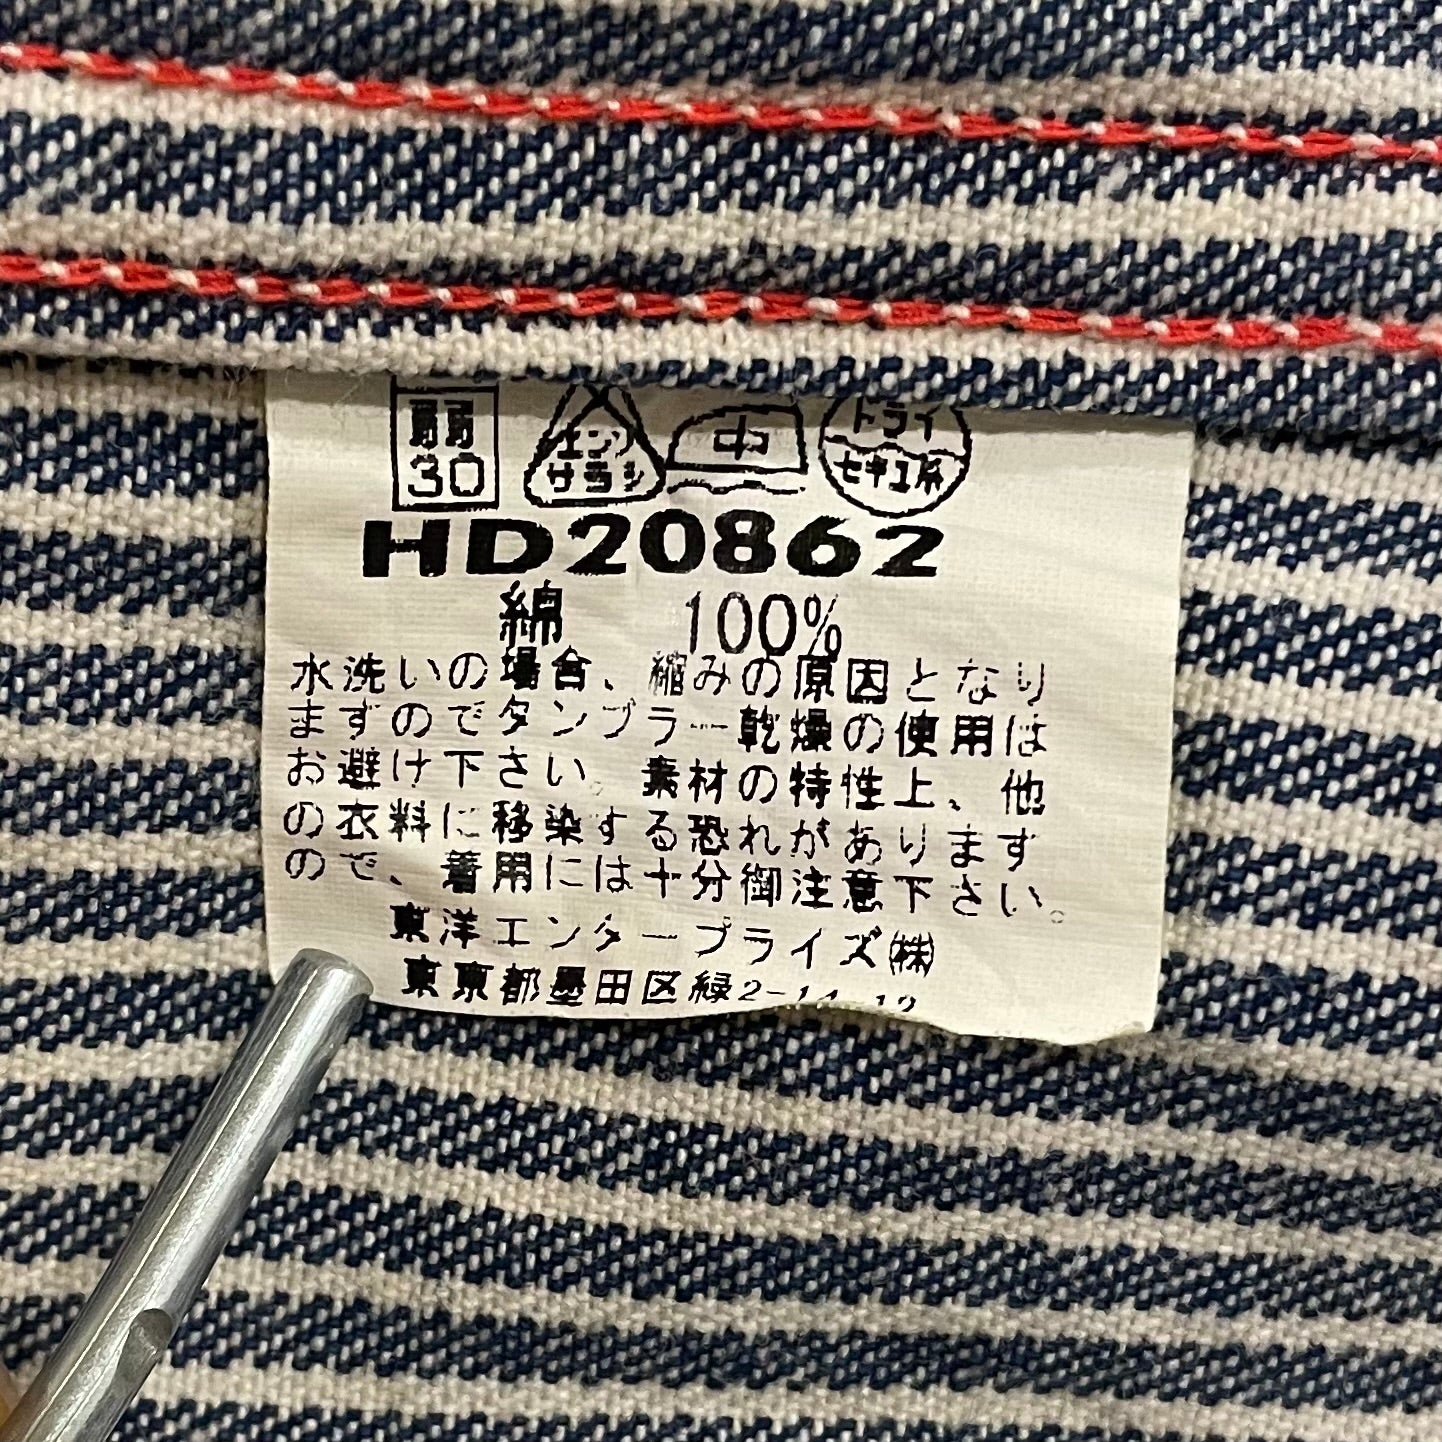 弱
30
エン
サラシ
中
ドライ
セキユ系
HD20862
綿 100%
水洗いの場合、縮みの原因となり
ますのでタンブラー乾燥の使用は
お避け下さい。素材の特性上、他
の衣料に移染する恐れがあります
ので、着用には十分御注意下さい。
東洋エンタープライズ㈱
東京都墨田区緑2-14-12